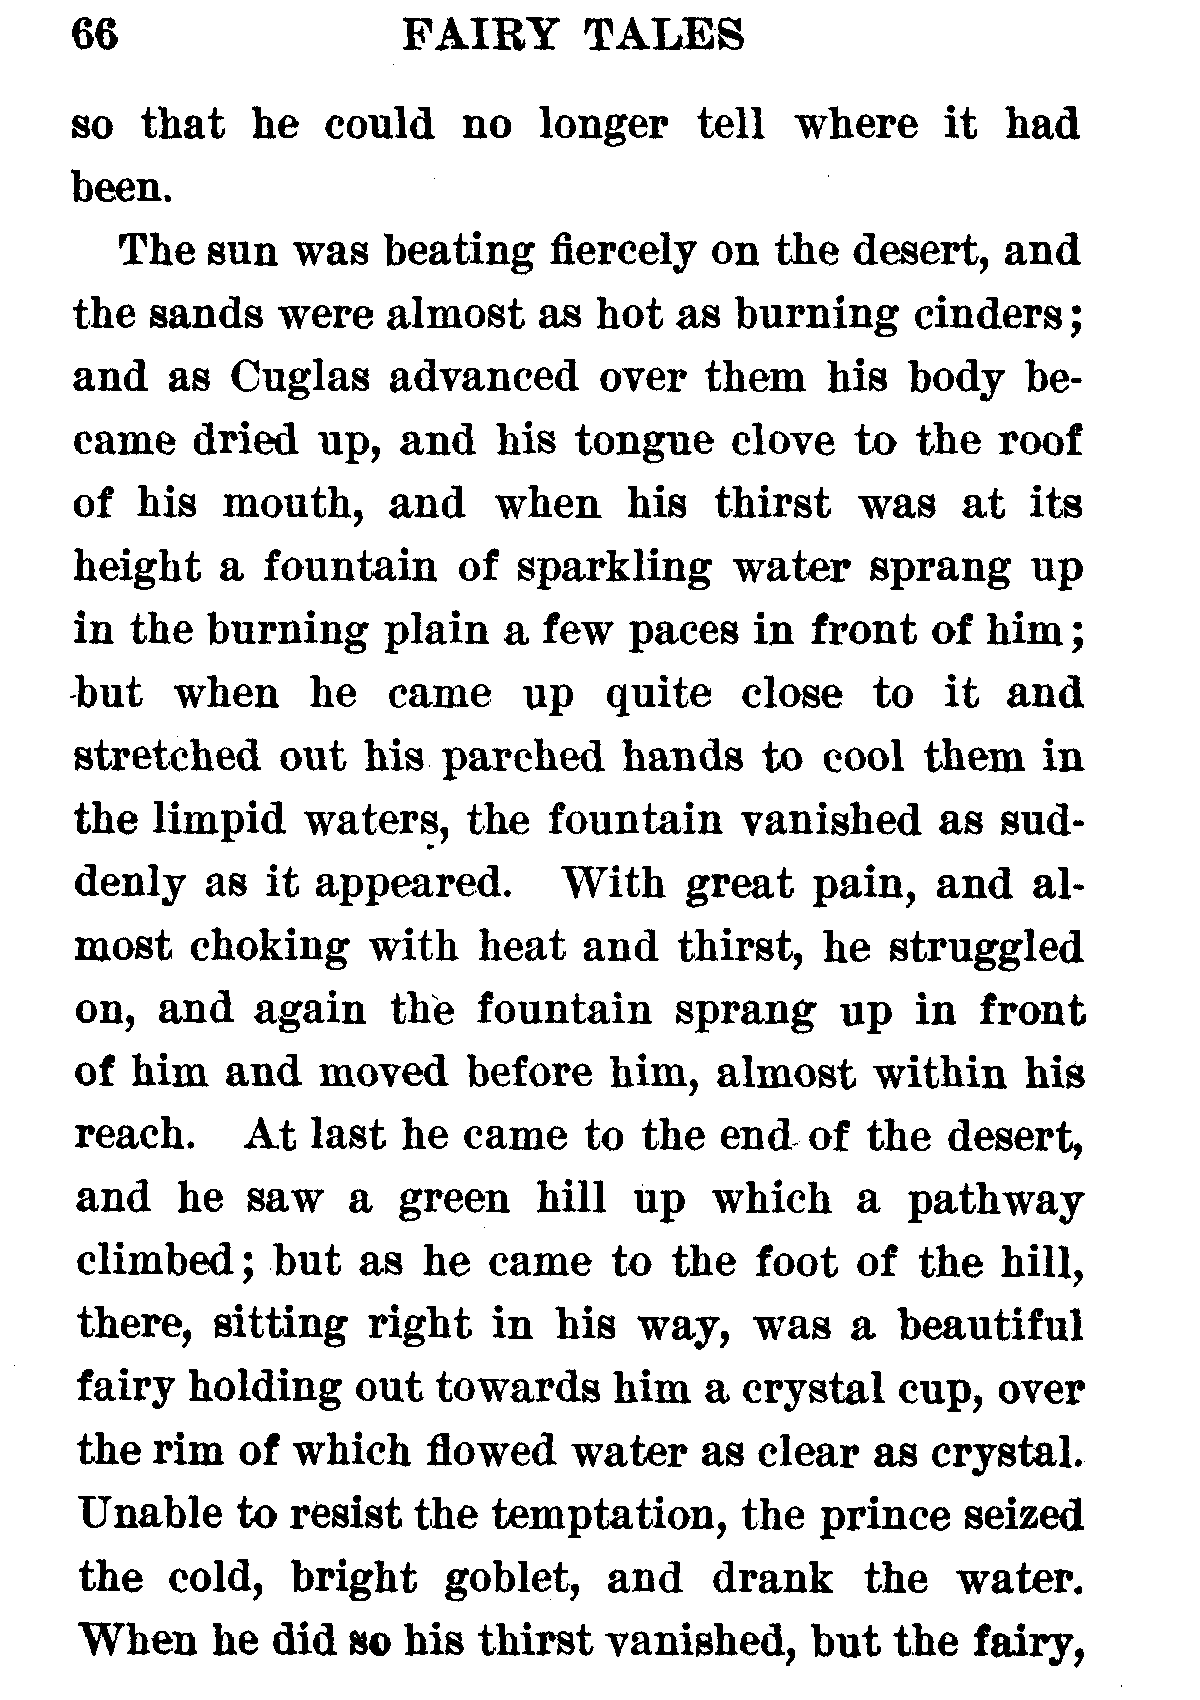 66 FAIRY TALES
so that he could no longer tell where it had
been.
The sun was beating fiercely on the desert, and
the sands were almost as hot as burning cinders;
and as Cuglas advanced over them his body be-
came dried up, and his tongue clove to the roof
of his mouth, and when his thirst was at its
height a fountain of sparkling water sprang up
in the burning plain a few paces in front of him;
but when he came up quite close to it and
stretched out his parched hands to cool them in
the limpid waters, the fountain vanished as sud-
denly as it appeared. With great pain, and al-
most choking with heat and thirst, he struggled
on, and again the fountain sprang up in front
of him and moved before him, almost within his
reach. At last he came to the end of the desert,
and he saw a green hill up which a pathway
climbed; but as he came to the foot of the hill,
there, sitting right in his way, was a beautiful
fairy holding out towards him a crystal cup, over
the rim of which flowed water as clear as crystal.
Unable to resist the temptation, the prince seized
the cold, bright goblet, and drank the water.
When he did so his thirst vanished, but the fairy,